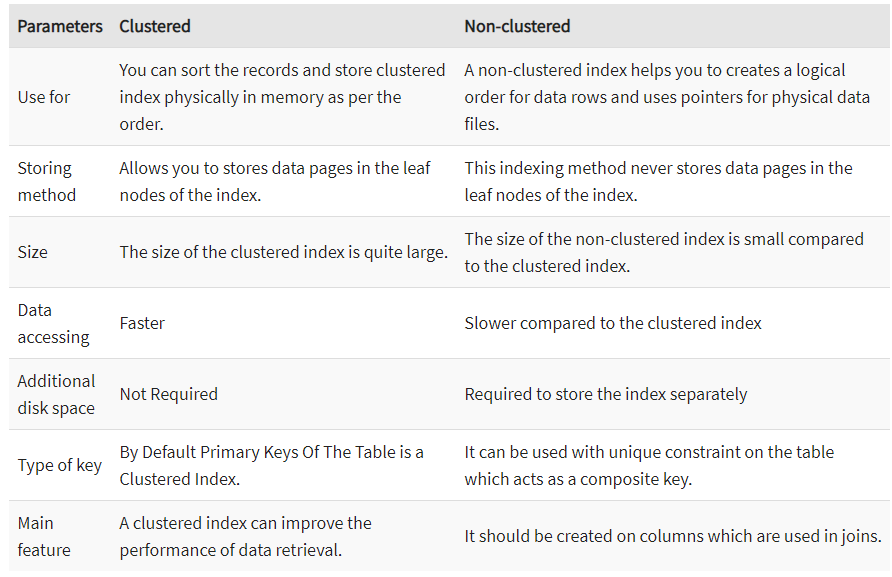 Parameters Clustered Non-clustered
Use for
You can sort the records and store clustered
index physically in memory as per the
order.
A non-clustered index helps you to creates a logical
order for data rows and uses pointers for physical data
files.
Storing
method
Allows you to stores data pages in the leaf
nodes of the index.
This indexing method never stores data pages in the
leaf nodes of the index.
Size
The size of the clustered index is quite large.
The size of the non-clustered index is small compared
to the clustered index.
Data
accessing
Faster
Slower compared to the clustered index
Additional
disk space
Not Required
Required to store the index separately
Type of key
By Default Primary Keys Of The Table is a
Clustered Index.
It can be used with unique constraint on the table
which acts as a composite key.
Main
feature
A clustered index can improve the
performance of data retrieval.
It should be created on columns which are used in joins.